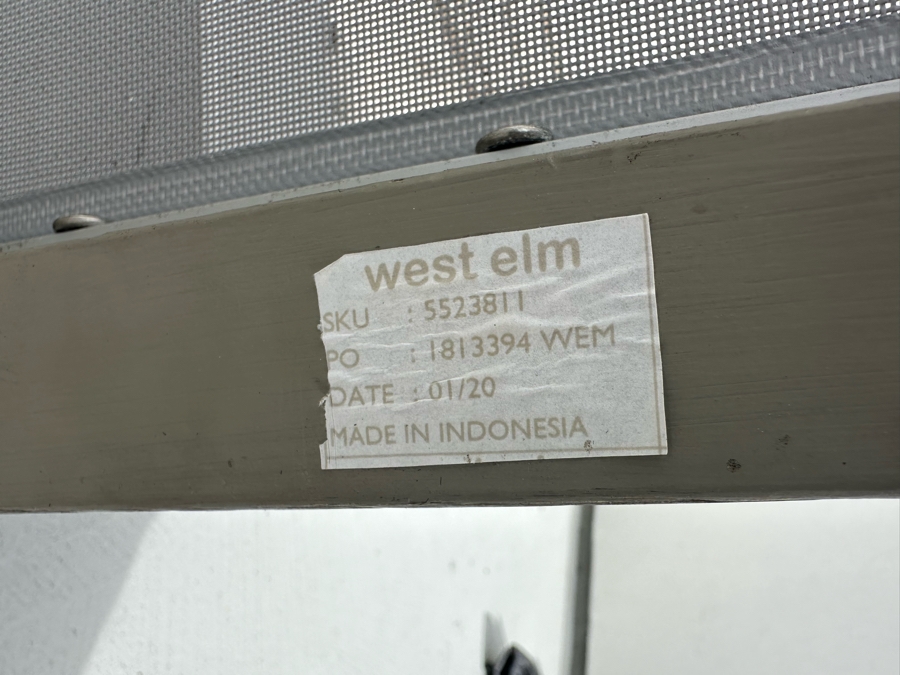 west elm
SKU : 5523811
PO : 1813394 WEM
DATE : 01/20
MADE IN INDONESIA